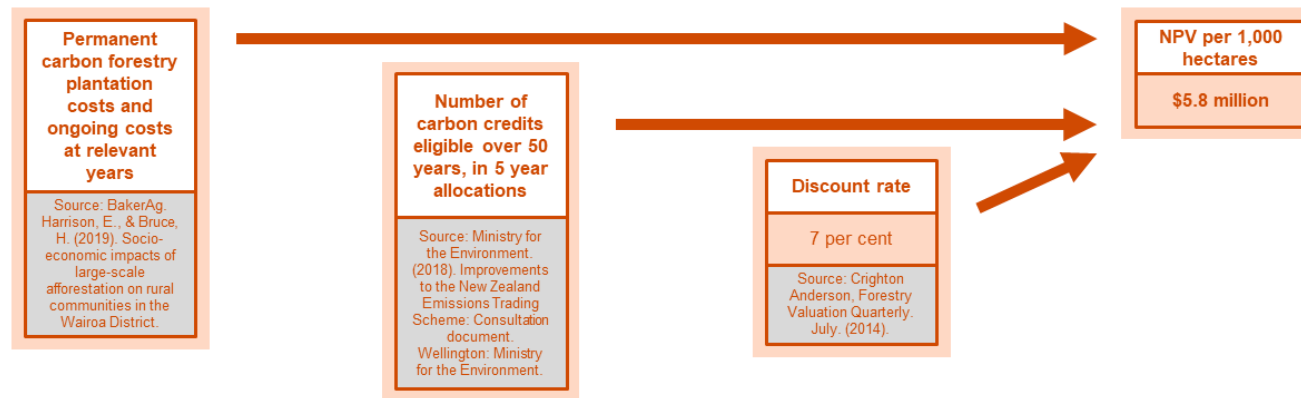 Permanent
carbon forestry
plantation
costs and
ongoing costs
at relevant
years
Source: BakerAg.
Harrison, E., & Bruce,
H. (2019). Socio-
economic impacts of
large-scale
afforestation on rural
communities in the
Wairoa District.
Number of
carbon credits
eligible over 50
years, in 5 year
allocations
Source: Ministry for
the Environment.
(2018). Improvements
to the New Zealand
Emissions Trading
Scheme: Consultation
document.
Wellington: Ministry
for the Environment.
Discount rate
7 per cent
Source: Crighton
Anderson, Forestry
Valuation Quarterly.
July. (2014).
NPV per 1,000
hectares
$5.8 million